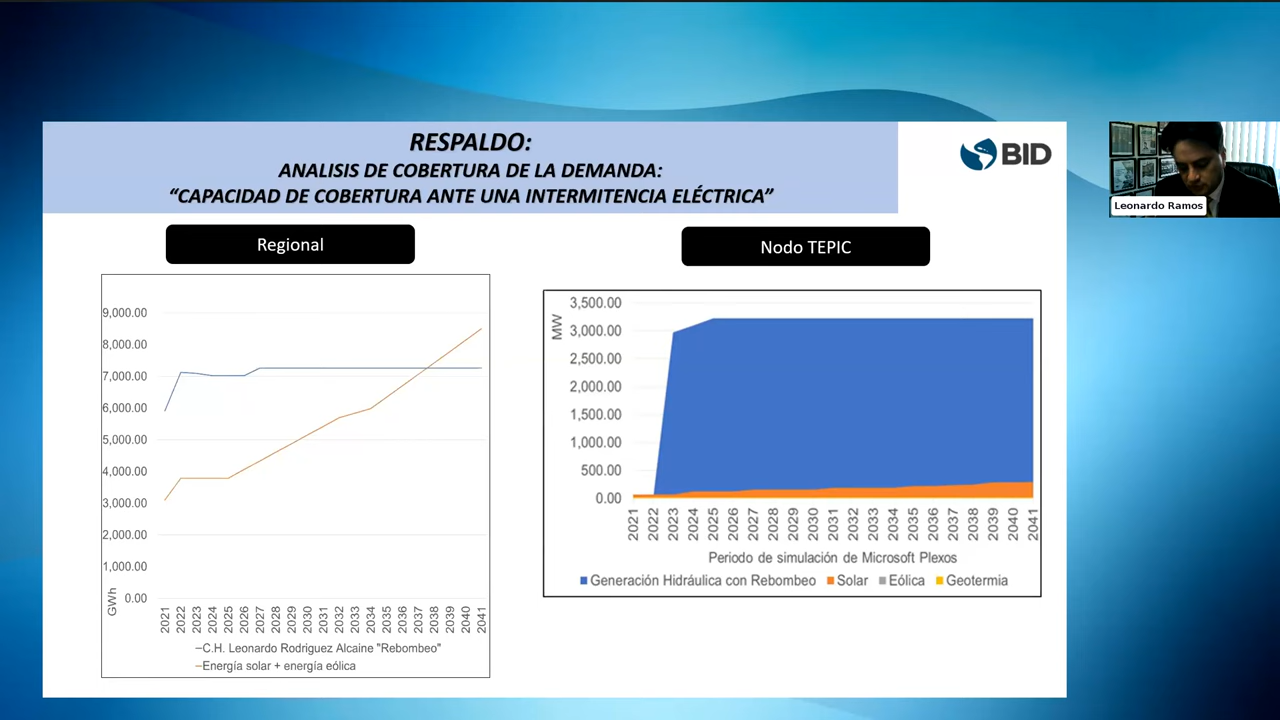 RESPALDO:
ANALISIS DE COBERTURA DE LA DEMANDA:
“CAPACIDAD DE COBERTURA ANTE UNA INTERMITENCIA ELÉCTRICA”
BID
Leonardo Ramos
Regional
9,000.00
8,000.00
7,000.00
6,000.00
5,000.00
4,000.00
3,000.00
2,000.00
1,000.00
0.00
GWh
2021 2022 2023 2024 2025 2026 2027 2028 2029 2030 2031 2032 2033 2034 2035 2036 2037 2038 2039 2040 2041
C.H. Leonardo Rodriguez Alcaine "Rebombeo"
Energía solar + energía eólica
Nodo TEPIC
MW
3,500.00
3,000.00
2,500.00
2,000.00
1,500.00
1,000.00
500.00
0.00
2021 2022 2023 2024 2025 2026 2027 2028 2029 2030 2031 2032 2033 2034 2035 2036 2037 2038 2039 2040 2041
Periodo de simulación de Microsoft Plexos
Generación Hidráulica con Rebombeo Solar Eólica Geotermia